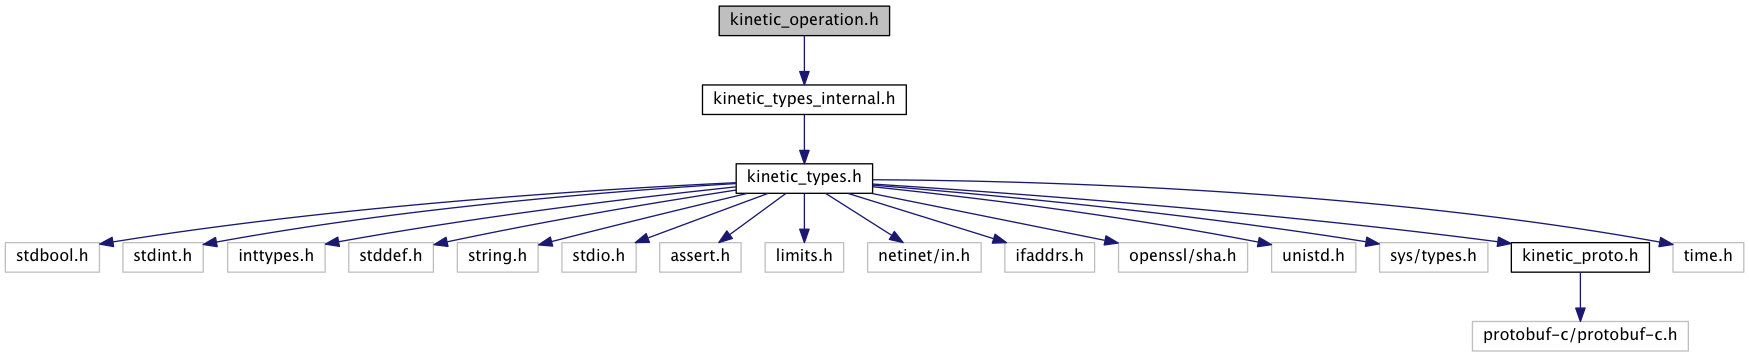 kinetic_operation.h
kinetic_types_internal.h
kinetic_types.h
stdbool.h
stdint.h
inttypes.h
stddef.h
string.h
stdio.h
assert.h
limits.h
netinet/in.h
ifaddrs.h
openssl/sha.h
unistd.h
sys/types.h
kinetic_proto.h
time.h
protobuf-c/protobuf-c.h